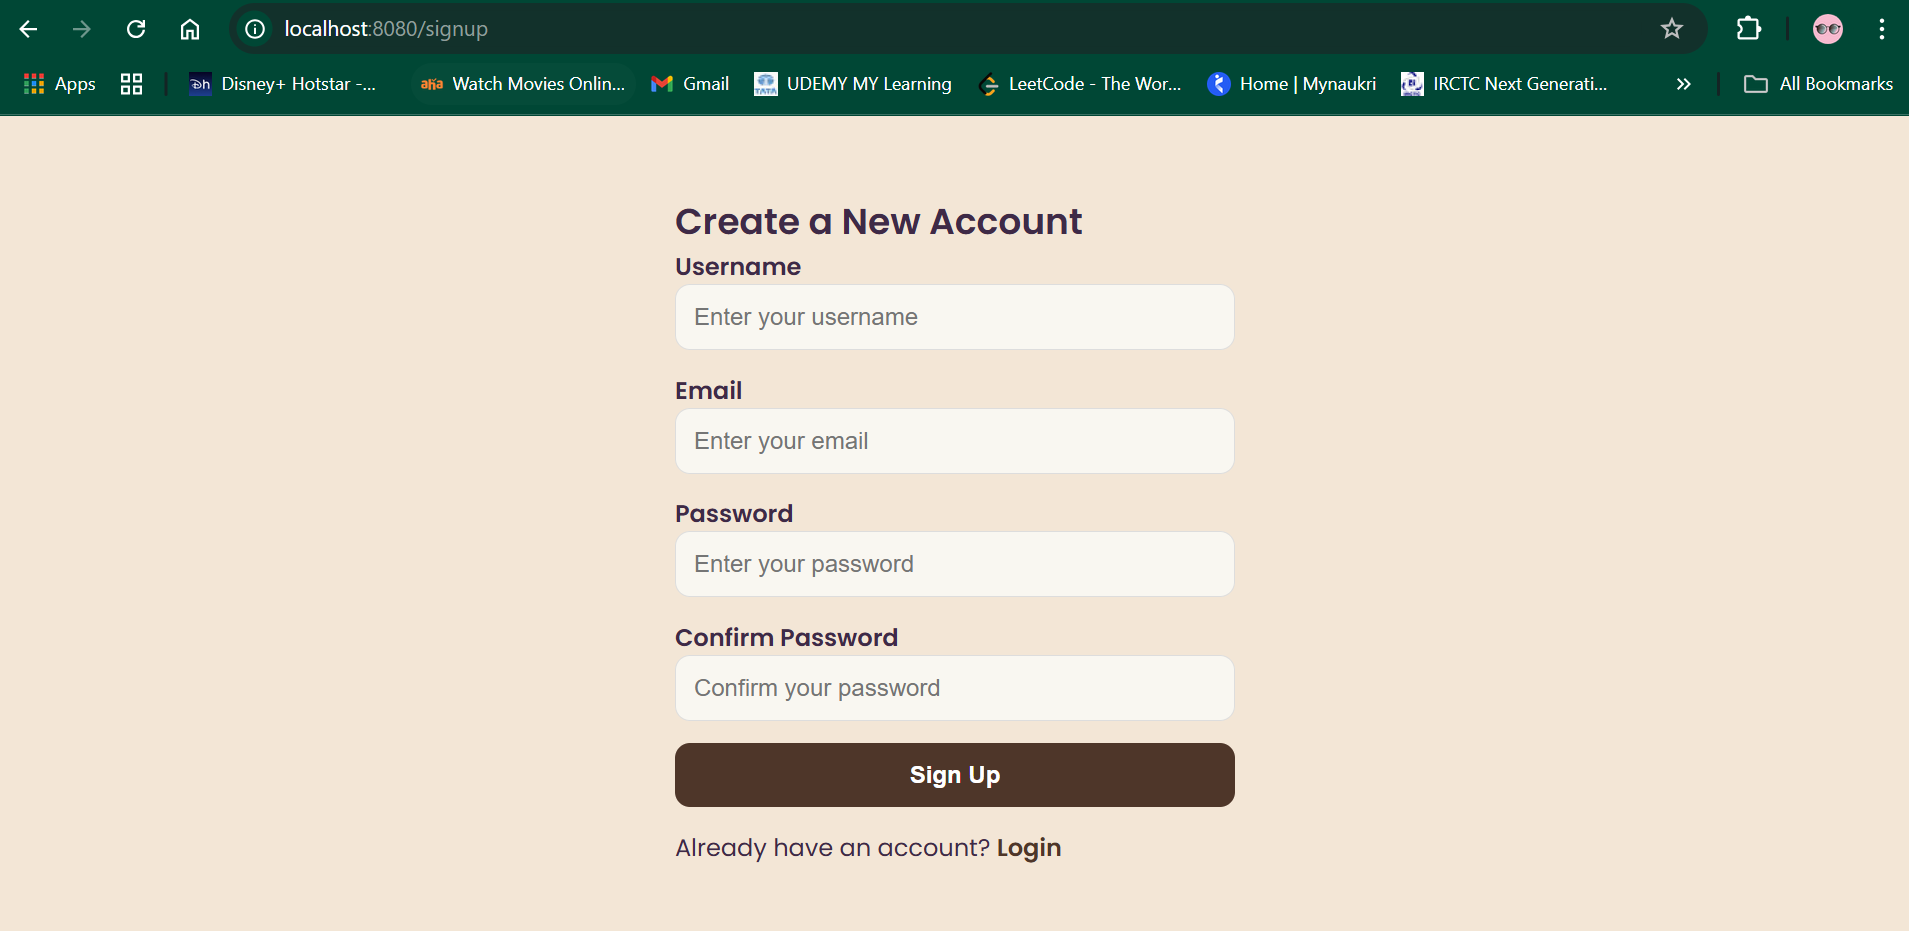 localhost:8080/signup
Apps Disney+ Hotstar -... aha Watch Movies Onlin... Gmail TATA UDEMY MY Learning LeetCode - The Wor... Home | Mynaukri IRCTC Next Generati... All Bookmarks
Create a New Account
Username
Enter your username
Email
Enter your email
Password
Enter your password
Confirm Password
Confirm your password
Sign Up
Already have an account? Login